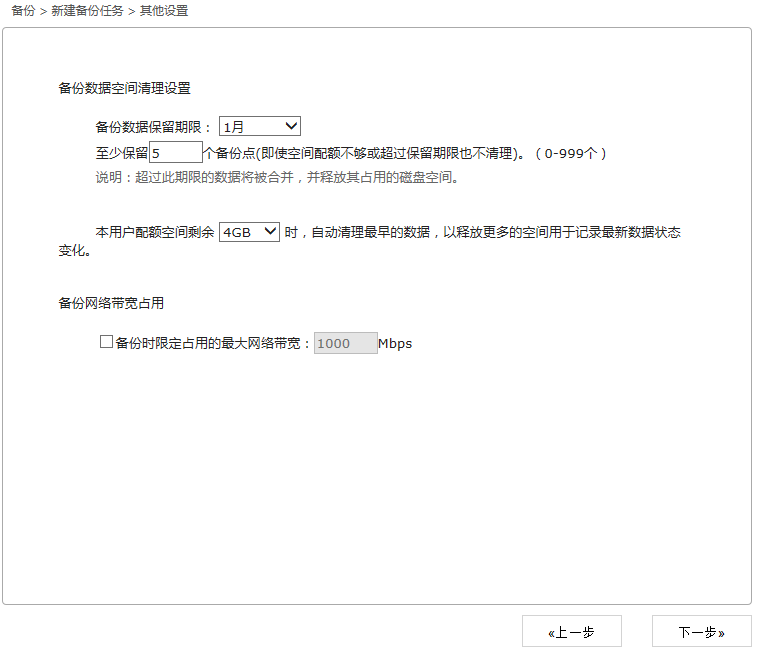 备份 > 新建备份任务 > 其他设置
备份数据空间清理设置
备份数据保留期限： 1月
至少保留 5 个备份点(即使空间配额不够或超过保留期限也不清理)。（0-999个）
说明：超过此期限的数据将被合并，并释放其占用的磁盘空间。
本用户配额空间剩余 4GB 时，自动清理最早的数据，以释放更多的空间用于记录最新数据状态
变化。
备份网络带宽占用
备份时限定占用的最大网络带宽：1000 Mbps
«上一步 下一步»